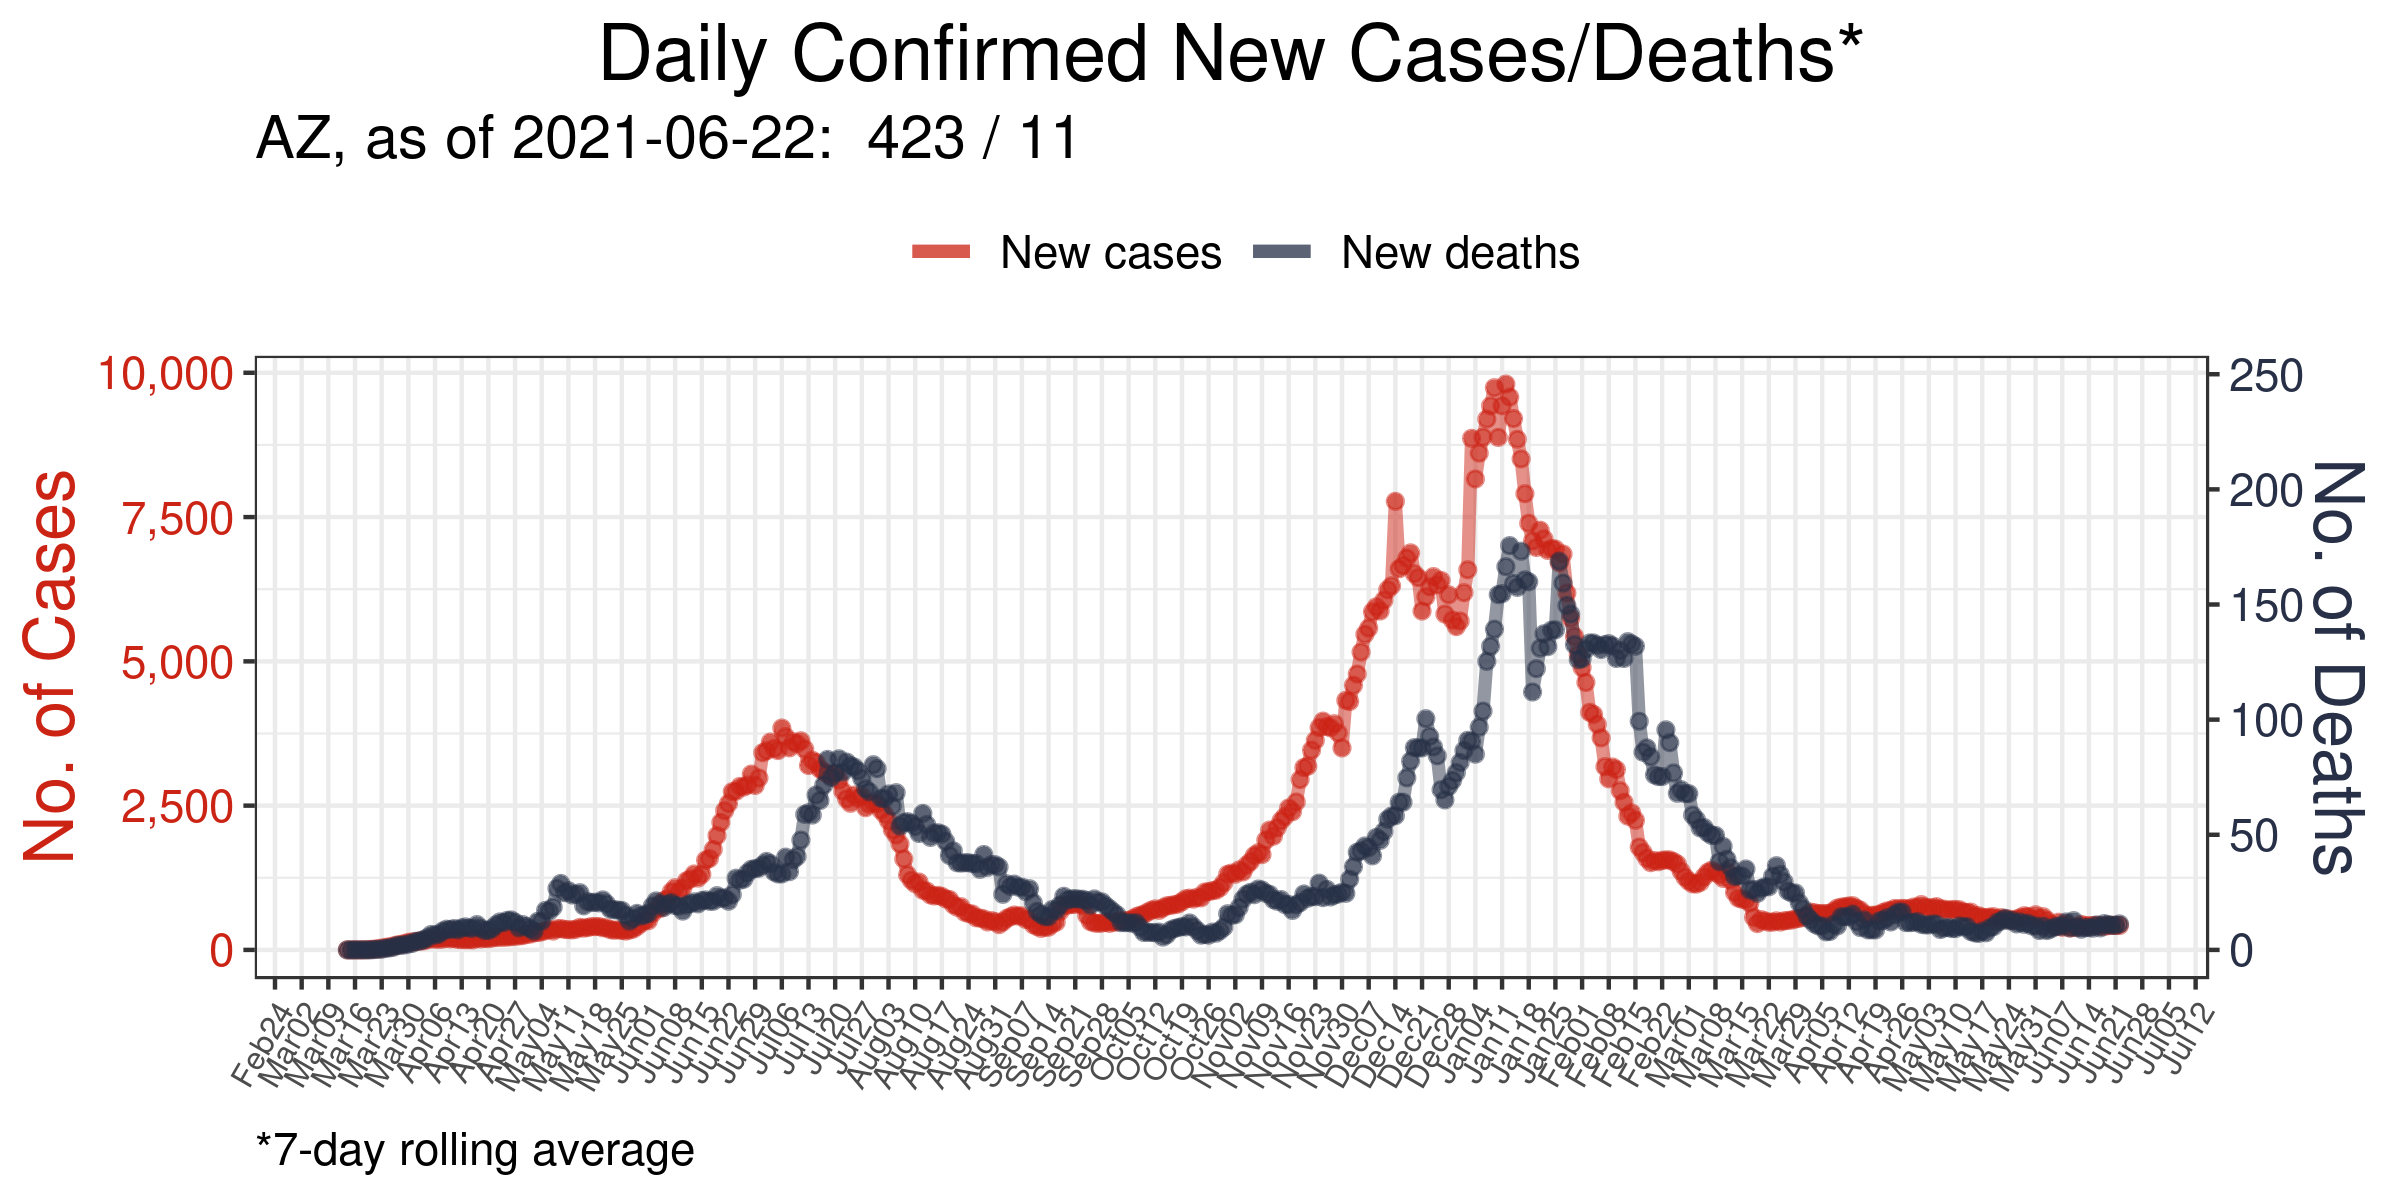 Daily Confirmed New Cases/Deaths*
AZ, as of 2021-06-22:  423 / 11
New cases
New deaths
No. of Cases
10,000
7,500
5,000
2,500
0
No. of Deaths
250
200
150
100
50
0
Feb24
Mar02
Mar09
Mar16
Mar23
Mar30
Apr06
Apr13
Apr20
Apr27
May04
May11
May18
May25
Jun01
Jun08
Jun15
Jun22
Jun29
Jul06
Jul13
Jul20
Jul27
Aug03
Aug10
Aug17
Aug24
Aug31
Sep07
Sep14
Sep21
Sep28
Oct05
Oct12
Oct19
Oct26
Nov02
Nov09
Nov16
Nov23
Nov30
Dec07
Dec14
Dec21
Dec28
Jan04
Jan11
Jan18
Jan25
Feb01
Feb08
Feb15
Feb22
Mar01
Mar08
Mar15
Mar22
Mar29
Apr05
Apr12
Apr19
Apr26
May03
May10
May17
May24
May31
Jun07
Jun14
Jun21
Jun28
Jul05
Jul12
*7-day rolling average